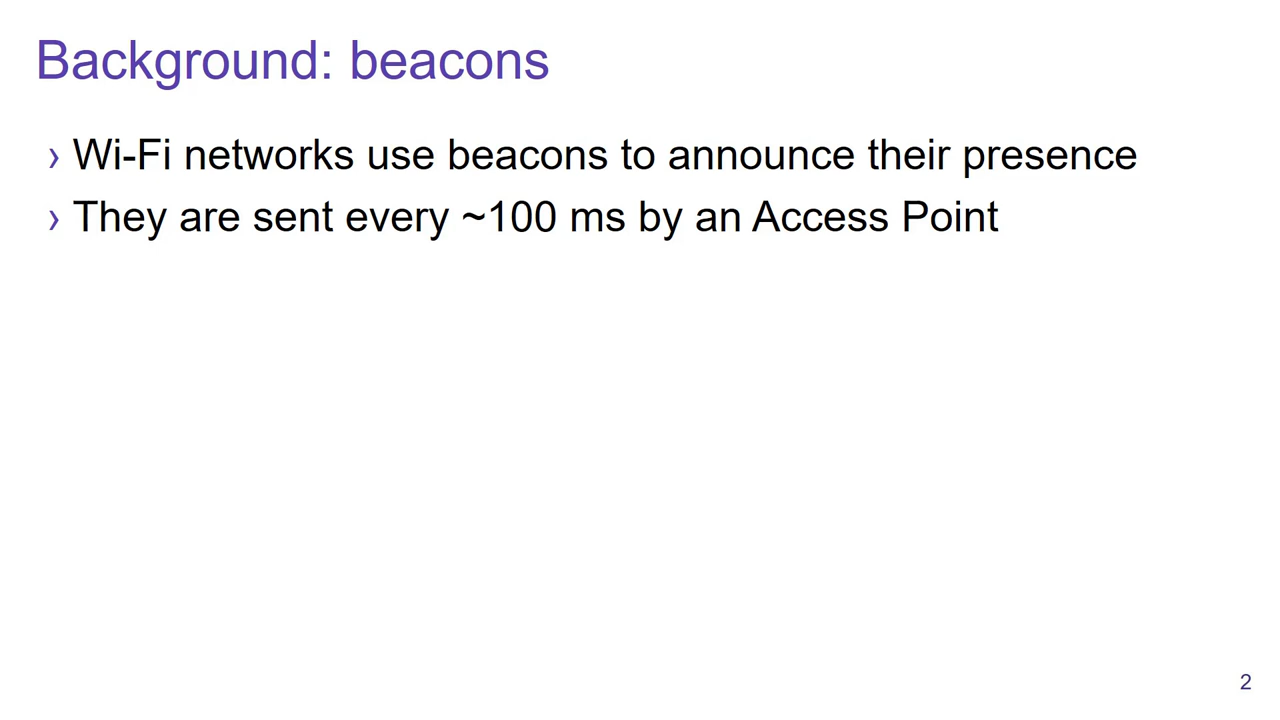 Background: beacons
› Wi-Fi networks use beacons to announce their presence
› They are sent every ~100 ms by an Access Point
2